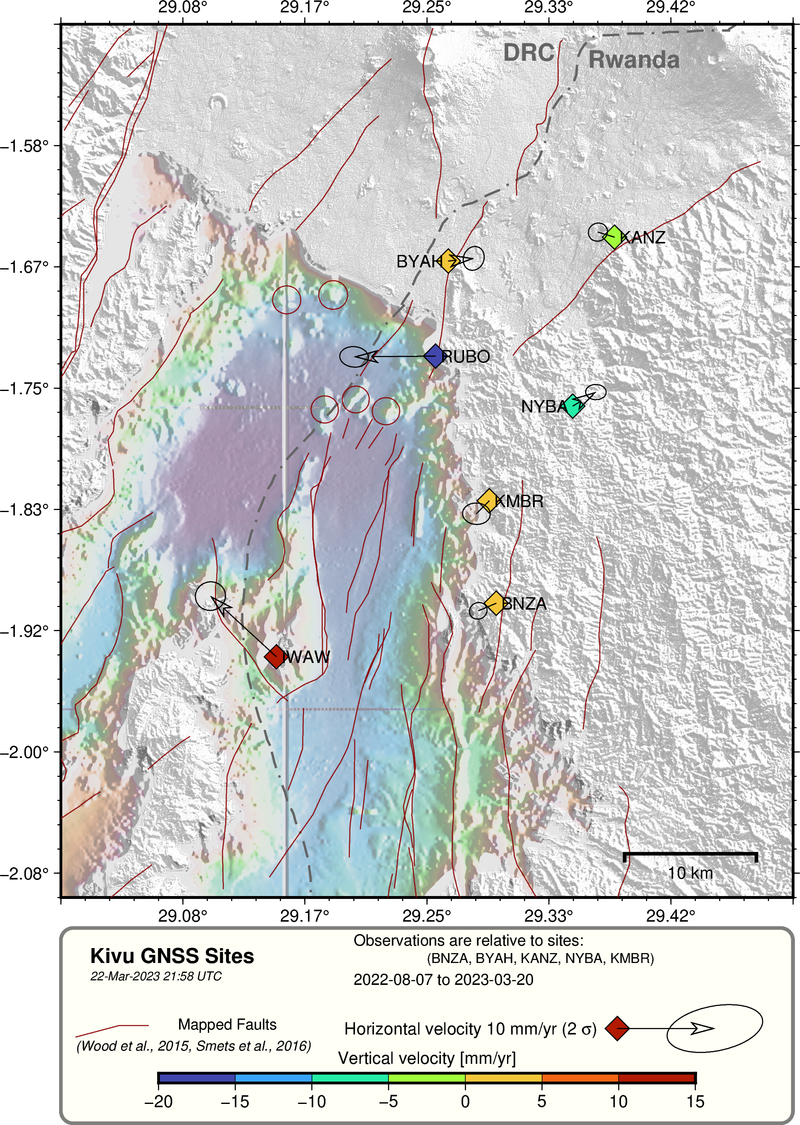 29.08° 29.17° 29.25° 29.33° 29.42°
DRC
Rwanda
−1.58°
KANZ
BYAH
−1.67°
RUBO
−1.75°
NYBA
KMBR
−1.83°
BNZA
−1.92°
IWAW
−2.00°
−2.08°
10 km
29.08° 29.17° 29.25° 29.33° 29.42°
Kivu GNSS Sites
22-Mar-2023 21:58 UTC
Observations are relative to sites:
(BNZA, BYAH, KANZ, NYBA, KMBR)
2022-08-07 to 2023-03-20
Mapped Faults
(Wood et al., 2015, Smets et al., 2016)
Horizontal velocity 10 mm/yr (2 σ)
Vertical velocity [mm/yr]
−20 −15 −10 −5 0 5 10 15